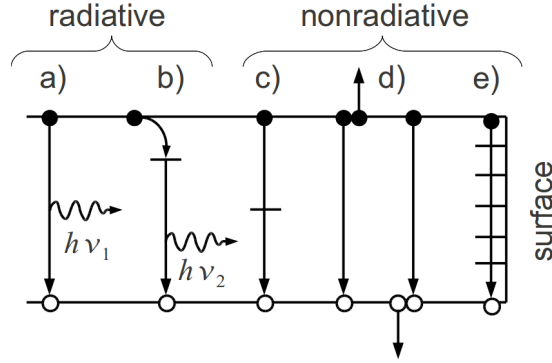 radiative nonradiative
a) b) c) d) e)
hν₁
hν₂
surface